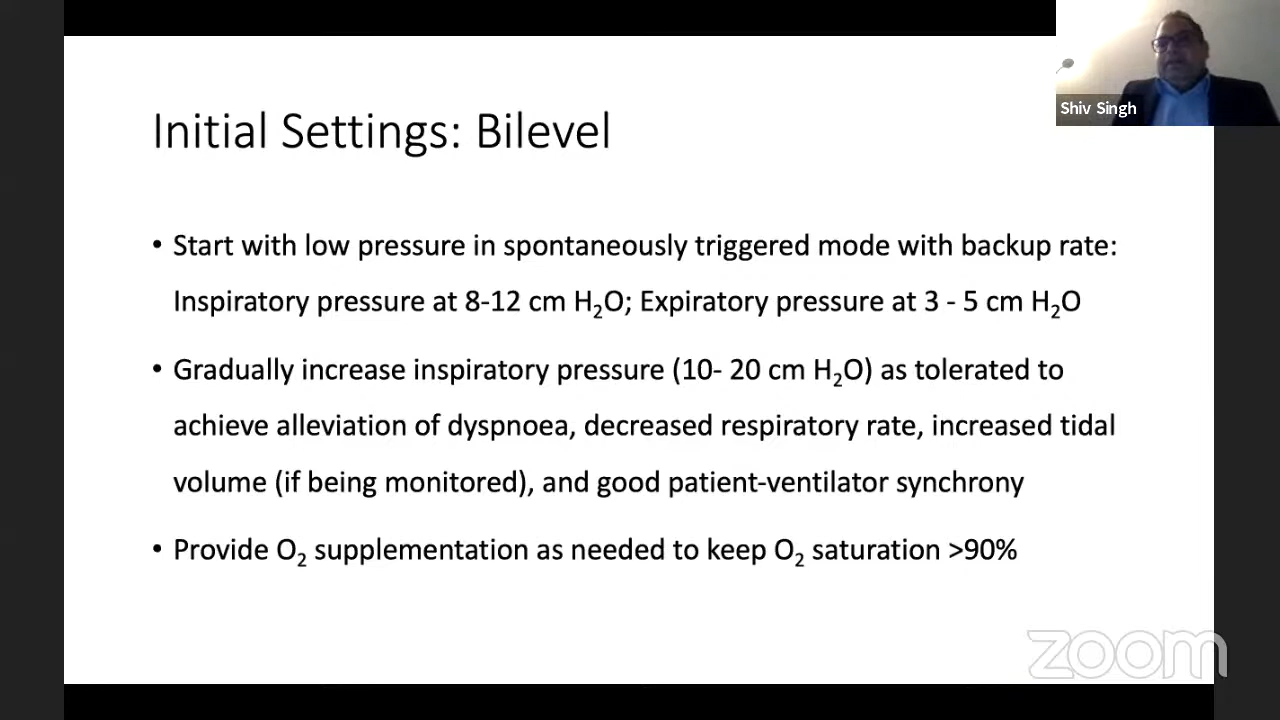 Shiv Singh
Initial Settings: Bilevel
• Start with low pressure in spontaneously triggered mode with backup rate:
Inspiratory pressure at 8-12 cm H₂O; Expiratory pressure at 3 - 5 cm H₂O
• Gradually increase inspiratory pressure (10- 20 cm H₂O) as tolerated to
achieve alleviation of dyspnoea, decreased respiratory rate, increased tidal
volume (if being monitored), and good patient-ventilator synchrony
• Provide O₂ supplementation as needed to keep O₂ saturation >90%
zoom